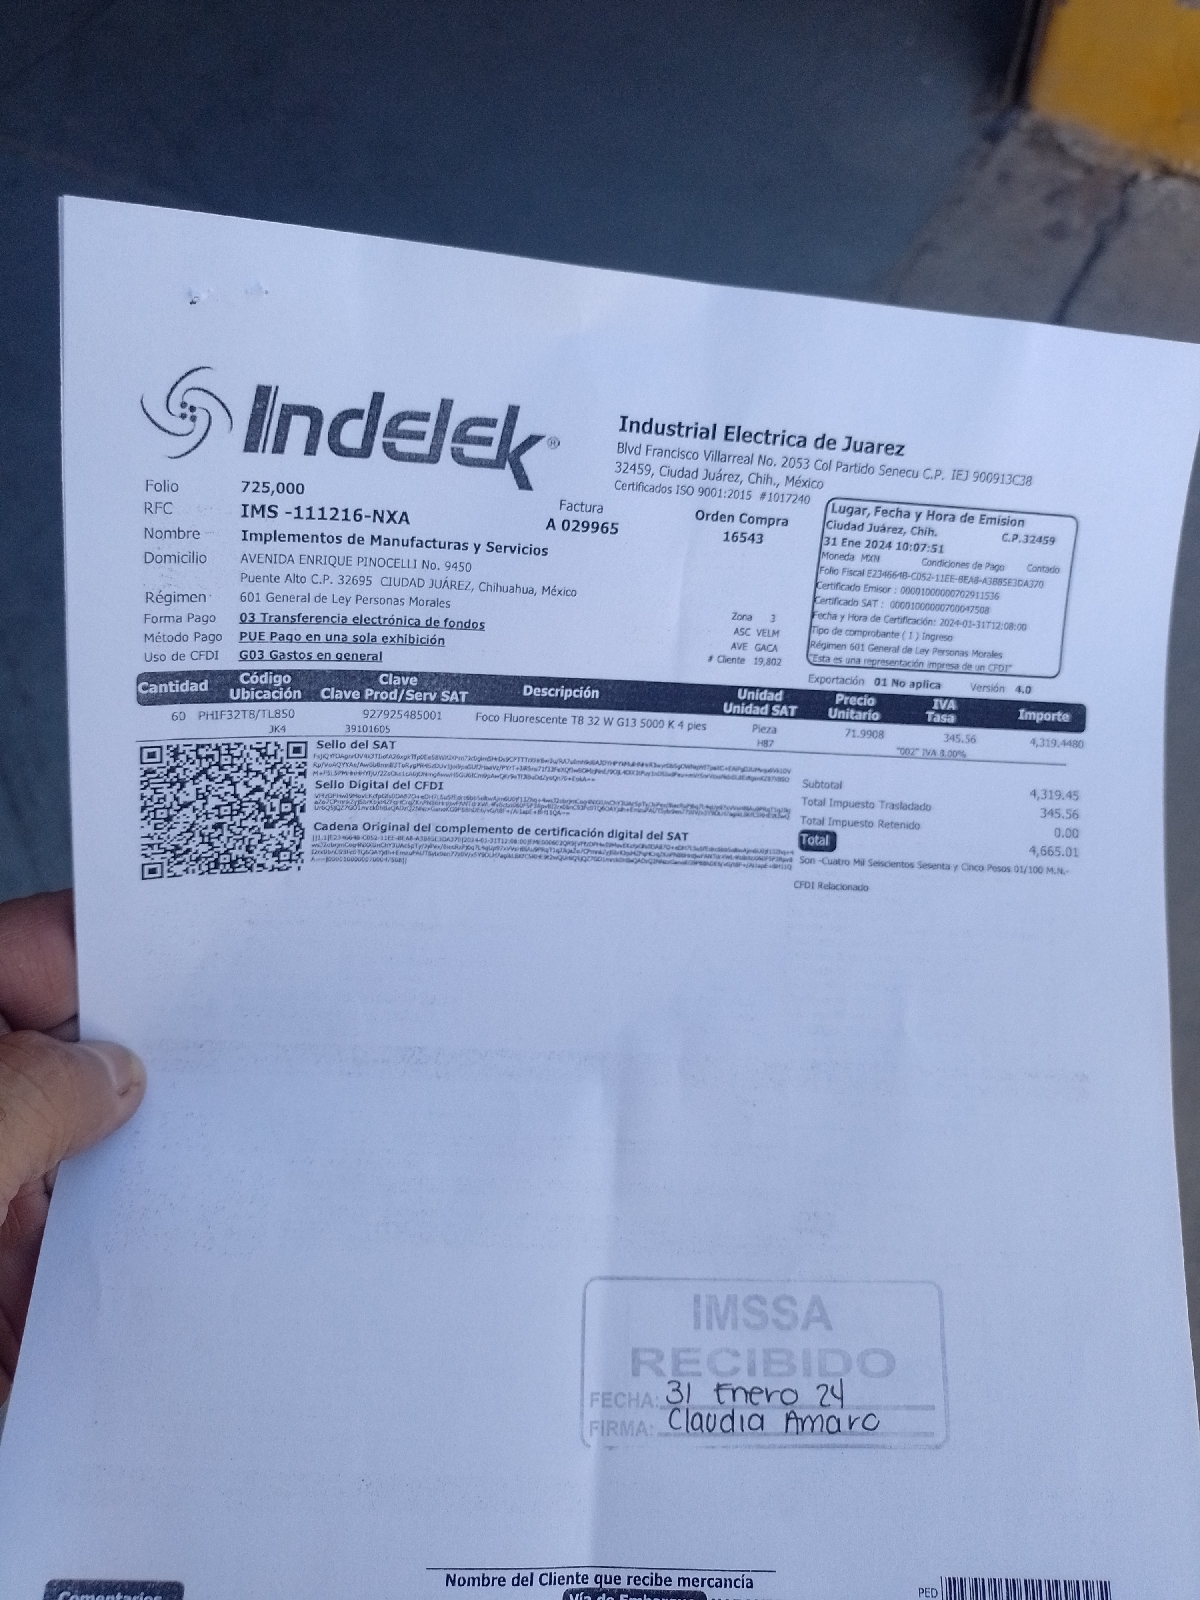 Indelek®
Industrial Electrica de Juarez
Blvd Francisco Villarreal No. 2053 Col Partido Senecu C.P. IEJ 900913C38
32459, Ciudad Juárez, Chih., México
Certificados ISO 9001:2015 #1017240
Folio 725,000
RFC IMS -111216-NXA
Nombre Implementos de Manufacturas y Servicios
Domicilio AVENIDA ENRIQUE PINOCELLI No. 9450
Puente Alto C.P. 32695 CIUDAD JUÁREZ, Chihuahua, México
Régimen 601 General de Ley Personas Morales
Forma Pago 03 Transferencia electrónica de fondos
Método Pago PUE Pago en una sola exhibición
Uso de CFDI G03 Gastos en general
Factura
A 029965
Orden Compra
16543
Zona 3
ASC VELM
AVE GACA
# Cliente 19,802
Lugar, Fecha y Hora de Emision
Ciudad Juárez, Chih. C.P.32459
31 Ene 2024 10:07:51
Moneda MXN Condiciones de Pago Contado
Folio Fiscal E234664B-C052-11EE-8EA8-A3B85E3DA370
Certificado Emisor : 00001000000702911536
Certificado SAT : 00001000000700047508
Fecha y Hora de Certificación: 2024-01-31T12:08:00
Tipo de comprobante ( I ) Ingreso
Régimen 601 General de Ley Personas Morales
"Esta es una representación impresa de un CFDI"
Exportación 01 No aplica Versión 4.0
Cantidad Código Ubicación Clave Clave Prod/Serv SAT Descripción Unidad Unidad SAT Precio Unitario IVA Tasa Importe
60 PHIF32T8/TL850 927925485001 Foco Fluorescente T8 32 W G13 5000 K 4 pies Pieza 71.9908 345.56 4,319.4480
JK4 39101605 H87 "002" IVA 8.00%
Sello del SAT
Sello Digital del CFDI
Cadena Original del complemento de certificación digital del SAT
Subtotal 4,319.45
Total Impuesto Trasladado 345.56
Total Impuesto Retenido 0.00
Total 4,665.01
Son -Cuatro Mil Seiscientos Sesenta y Cinco Pesos 01/100 M.N.-
CFDI Relacionado
IMSSA
RECIBIDO
FECHA: 31 Enero 24
FIRMA: Claudia Amaro
Nombre del Cliente que recibe mercancía
Comentarios
PED